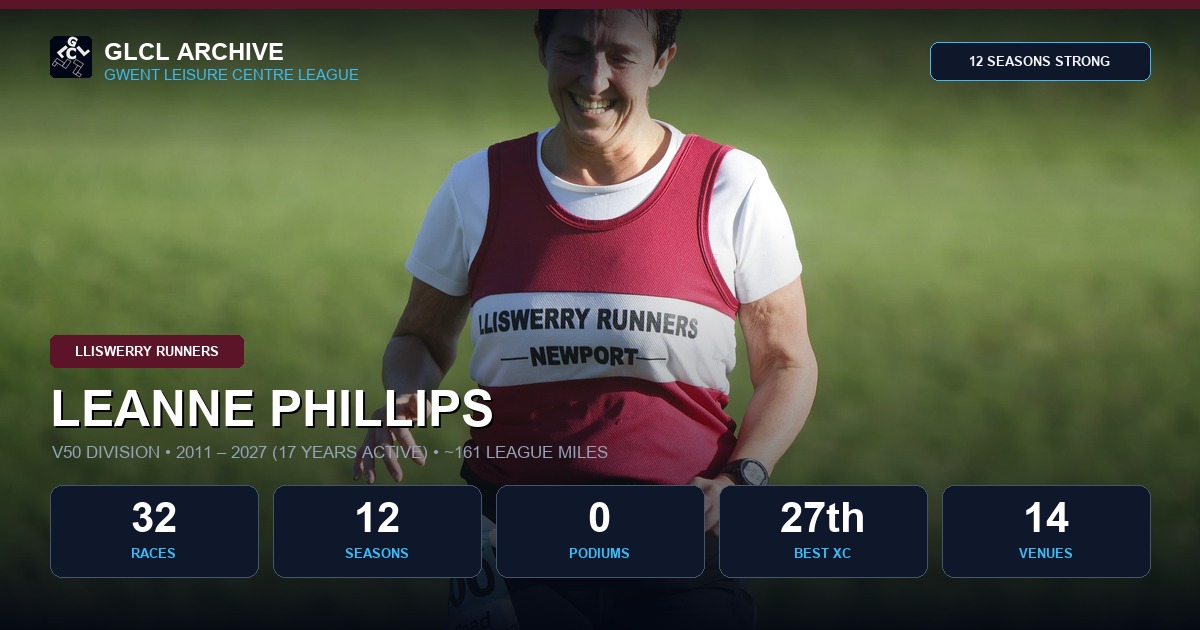 GLCL ARCHIVE
GWENT LEISURE CENTRE LEAGUE
12 SEASONS STRONG
LLISWERRY RUNNERS
NEWPORT
LLISWERRY RUNNERS
LEANNE PHILLIPS
V50 DIVISION • 2011 – 2027 (17 YEARS ACTIVE) • ~161 LEAGUE MILES
32
RACES
12
SEASONS
0
PODIUMS
27th
BEST XC
14
VENUES